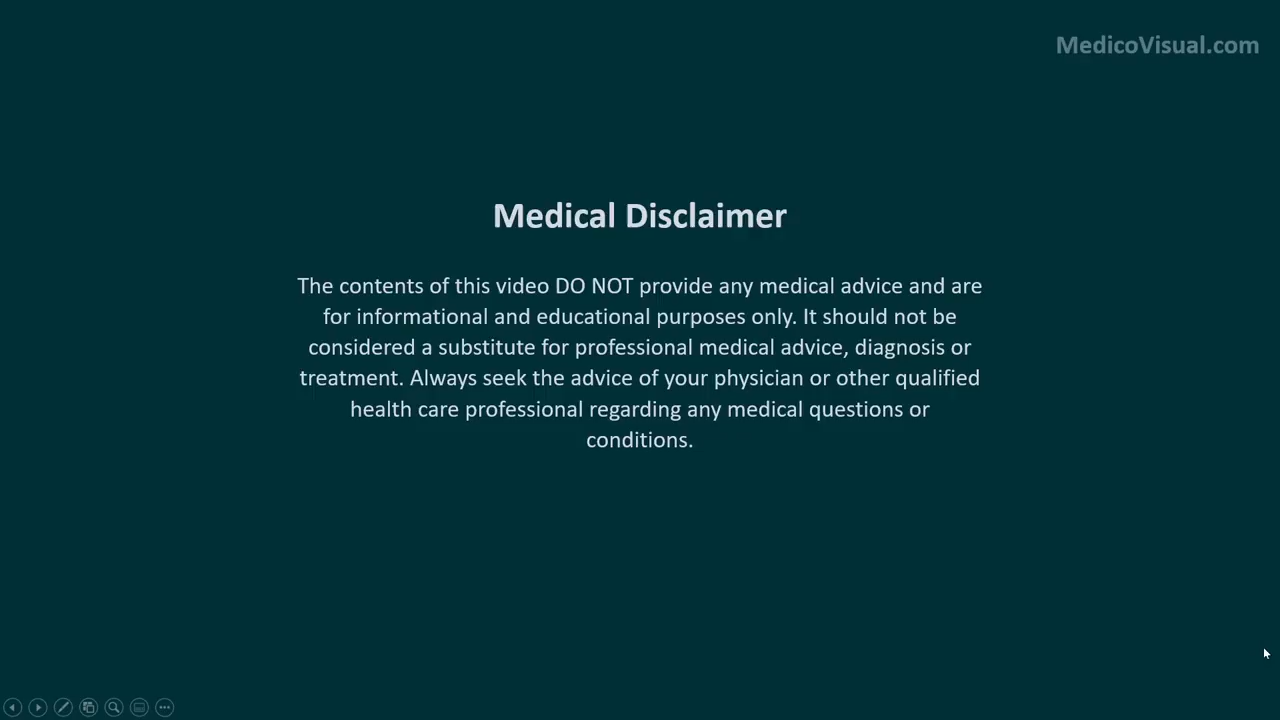 MedicoVisual.com
Medical Disclaimer
The contents of this video DO NOT provide any medical advice and are
for informational and educational purposes only. It should not be
considered a substitute for professional medical advice, diagnosis or
treatment. Always seek the advice of your physician or other qualified
health care professional regarding any medical questions or
conditions.